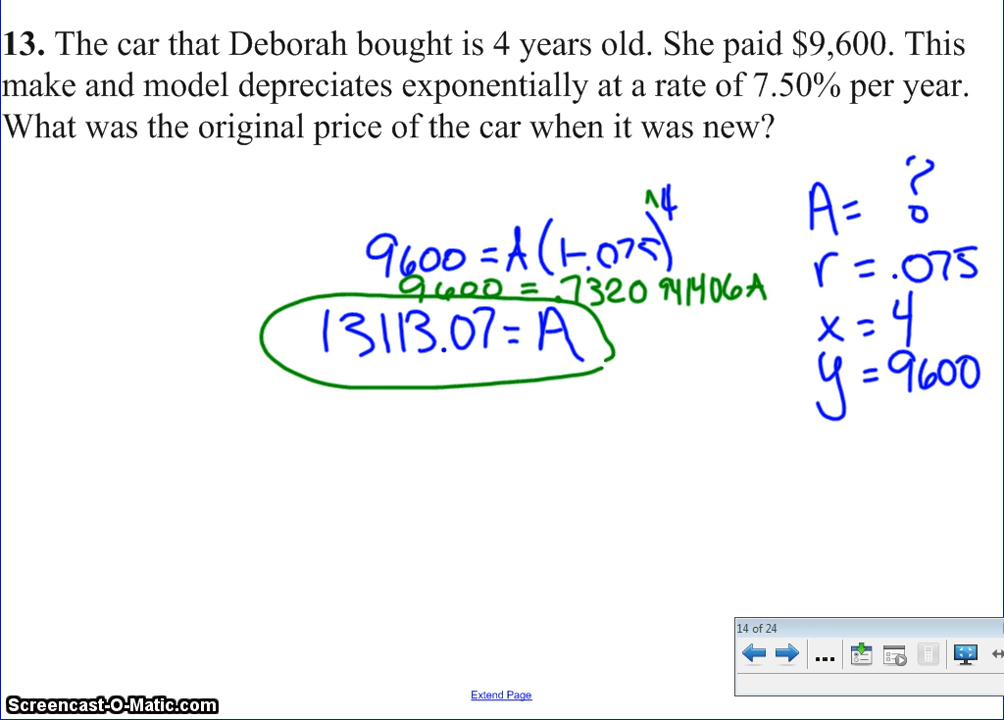 13. The car that Deborah bought is 4 years old. She paid $9,600. This
make and model depreciates exponentially at a rate of 7.50% per year.
What was the original price of the car when it was new?
A = ?
9600 = A(1-.075)^4
r = .075
9600 = .7320941406A
x = 4
13113.07 = A
y = 9600
14 of 24
...
Extend Page
Screencast-O-Matic.com